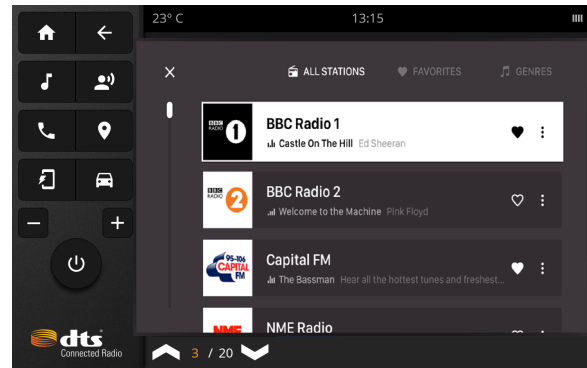 23° C
13:15
ALL STATIONS
FAVORITES
GENRES
BBC
RADIO
1
BBC Radio 1
Castle On The Hill Ed Sheeran
BBC
RADIO
2
BBC Radio 2
Welcome to the Machine Pink Floyd
95-106
CAPITAL
FM
Capital FM
The Bassman Hear all the hottest tunes and freshest...
NME
NME Radio
dts
Connected Radio
3 / 20